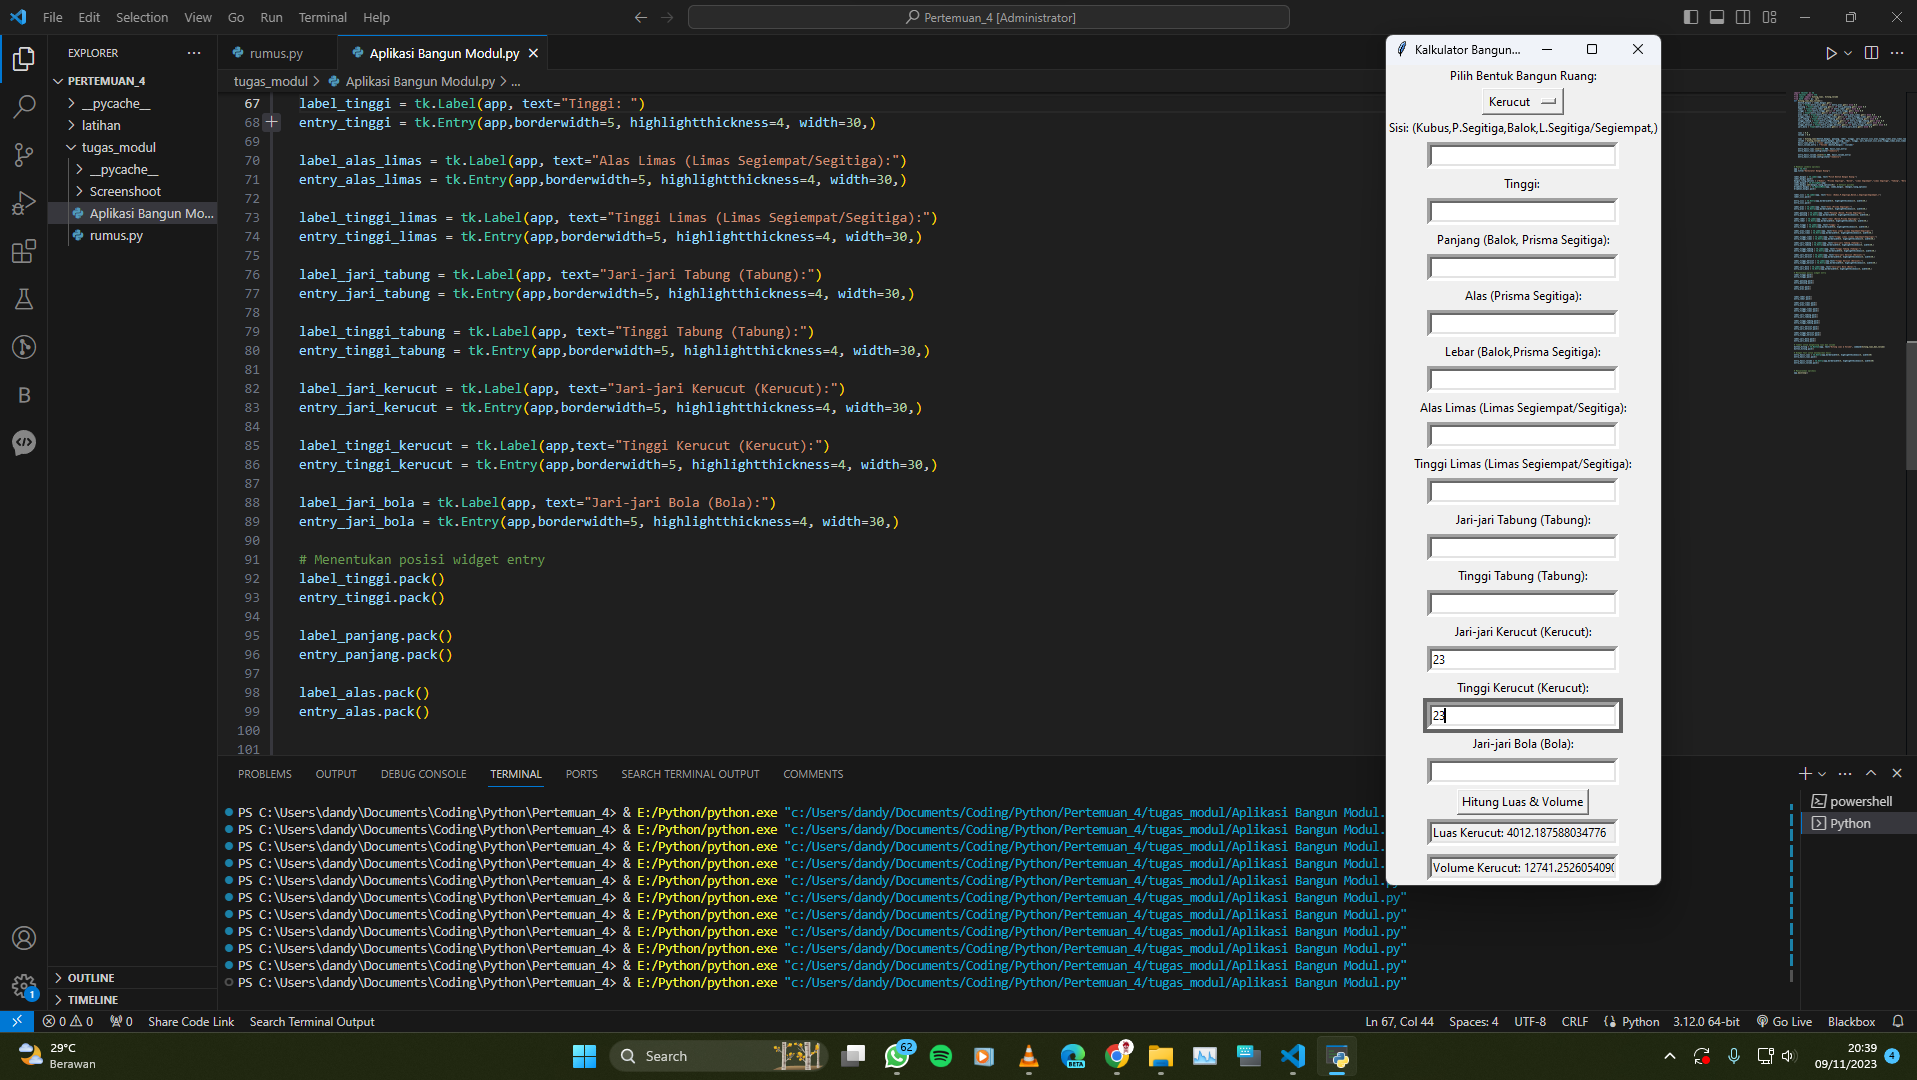 File Edit Selection View Go Run Terminal Help
Pertemuan_4 [Administrator]
EXPLORER
PERTEMUAN_4
__pycache__
latihan
tugas_modul
__pycache__
Screenshoot
Aplikasi Bangun Mo...
rumus.py
OUTLINE
TIMELINE
rumus.py
Aplikasi Bangun Modul.py
tugas_modul > Aplikasi Bangun Modul.py > ...
67 label_tinggi = tk.Label(app, text="Tinggi: ")
68 entry_tinggi = tk.Entry(app,borderwidth=5, highlightthickness=4, width=30,)
69
70 label_alas_limas = tk.Label(app, text="Alas Limas (Limas Segiempat/Segitiga):")
71 entry_alas_limas = tk.Entry(app,borderwidth=5, highlightthickness=4, width=30,)
72
73 label_tinggi_limas = tk.Label(app, text="Tinggi Limas (Limas Segiempat/Segitiga):")
74 entry_tinggi_limas = tk.Entry(app,borderwidth=5, highlightthickness=4, width=30,)
75
76 label_jari_tabung = tk.Label(app, text="Jari-jari Tabung (Tabung):")
77 entry_jari_tabung = tk.Entry(app,borderwidth=5, highlightthickness=4, width=30,)
78
79 label_tinggi_tabung = tk.Label(app, text="Tinggi Tabung (Tabung):")
80 entry_tinggi_tabung = tk.Entry(app,borderwidth=5, highlightthickness=4, width=30,)
81
82 label_jari_kerucut = tk.Label(app, text="Jari-jari Kerucut (Kerucut):")
83 entry_jari_kerucut = tk.Entry(app,borderwidth=5, highlightthickness=4, width=30,)
84
85 label_tinggi_kerucut = tk.Label(app,text="Tinggi Kerucut (Kerucut):")
86 entry_tinggi_kerucut = tk.Entry(app,borderwidth=5, highlightthickness=4, width=30,)
87
88 label_jari_bola = tk.Label(app, text="Jari-jari Bola (Bola):")
89 entry_jari_bola = tk.Entry(app,borderwidth=5, highlightthickness=4, width=30,)
90
91 # Menentukan posisi widget entry
92 label_tinggi.pack()
93 entry_tinggi.pack()
94
95 label_panjang.pack()
96 entry_panjang.pack()
97
98 label_alas.pack()
99 entry_alas.pack()
100
101
Kalkulator Bangun...
Pilih Bentuk Bangun Ruang:
Kerucut
Sisi: (Kubus,P.Segitiga,Balok,L.Segitiga/Segiempat,)
Tinggi:
Panjang (Balok, Prisma Segitiga):
Alas (Prisma Segitiga):
Lebar (Balok,Prisma Segitiga):
Alas Limas (Limas Segiempat/Segitiga):
Tinggi Limas (Limas Segiempat/Segitiga):
Jari-jari Tabung (Tabung):
Tinggi Tabung (Tabung):
Jari-jari Kerucut (Kerucut):
23
Tinggi Kerucut (Kerucut):
23
Jari-jari Bola (Bola):
Hitung Luas & Volume
Luas Kerucut: 4012.187588034776
Volume Kerucut: 12741.2526054090
PROBLEMS OUTPUT DEBUG CONSOLE TERMINAL PORTS SEARCH TERMINAL OUTPUT COMMENTS
PS C:\Users\dandy\Documents\Coding\Python\Pertemuan_4> & E:/Python/python.exe "c:/Users/dandy/Documents/Coding/Python/Pertemuan_4/tugas_modul/Aplikasi Bangun Modul.
PS C:\Users\dandy\Documents\Coding\Python\Pertemuan_4> & E:/Python/python.exe "c:/Users/dandy/Documents/Coding/Python/Pertemuan_4/tugas_modul/Aplikasi Bangun Modul.
PS C:\Users\dandy\Documents\Coding\Python\Pertemuan_4> & E:/Python/python.exe "c:/Users/dandy/Documents/Coding/Python/Pertemuan_4/tugas_modul/Aplikasi Bangun Modul.
PS C:\Users\dandy\Documents\Coding\Python\Pertemuan_4> & E:/Python/python.exe "c:/Users/dandy/Documents/Coding/Python/Pertemuan_4/tugas_modul/Aplikasi Bangun Modul.
PS C:\Users\dandy\Documents\Coding\Python\Pertemuan_4> & E:/Python/python.exe "c:/Users/dandy/Documents/Coding/Python/Pertemuan_4/tugas_modul/Aplikasi Bangun Modul.
PS C:\Users\dandy\Documents\Coding\Python\Pertemuan_4> & E:/Python/python.exe "c:/Users/dandy/Documents/Coding/Python/Pertemuan_4/tugas_modul/Aplikasi Bangun Modul.py"
PS C:\Users\dandy\Documents\Coding\Python\Pertemuan_4> & E:/Python/python.exe "c:/Users/dandy/Documents/Coding/Python/Pertemuan_4/tugas_modul/Aplikasi Bangun Modul.py"
PS C:\Users\dandy\Documents\Coding\Python\Pertemuan_4> & E:/Python/python.exe "c:/Users/dandy/Documents/Coding/Python/Pertemuan_4/tugas_modul/Aplikasi Bangun Modul.py"
PS C:\Users\dandy\Documents\Coding\Python\Pertemuan_4> & E:/Python/python.exe "c:/Users/dandy/Documents/Coding/Python/Pertemuan_4/tugas_modul/Aplikasi Bangun Modul.py"
PS C:\Users\dandy\Documents\Coding\Python\Pertemuan_4> & E:/Python/python.exe "c:/Users/dandy/Documents/Coding/Python/Pertemuan_4/tugas_modul/Aplikasi Bangun Modul.py"
PS C:\Users\dandy\Documents\Coding\Python\Pertemuan_4> & E:/Python/python.exe "c:/Users/dandy/Documents/Coding/Python/Pertemuan_4/tugas_modul/Aplikasi Bangun Modul.py"
powershell
Python
B
1
0 0 0 Share Code Link Search Terminal Output
Ln 67, Col 44 Spaces: 4 UTF-8 CRLF Python 3.12.0 64-bit Go Live Blackbox
29°C
Berawan
Search
62
BETA
20:39
09/11/2023
4